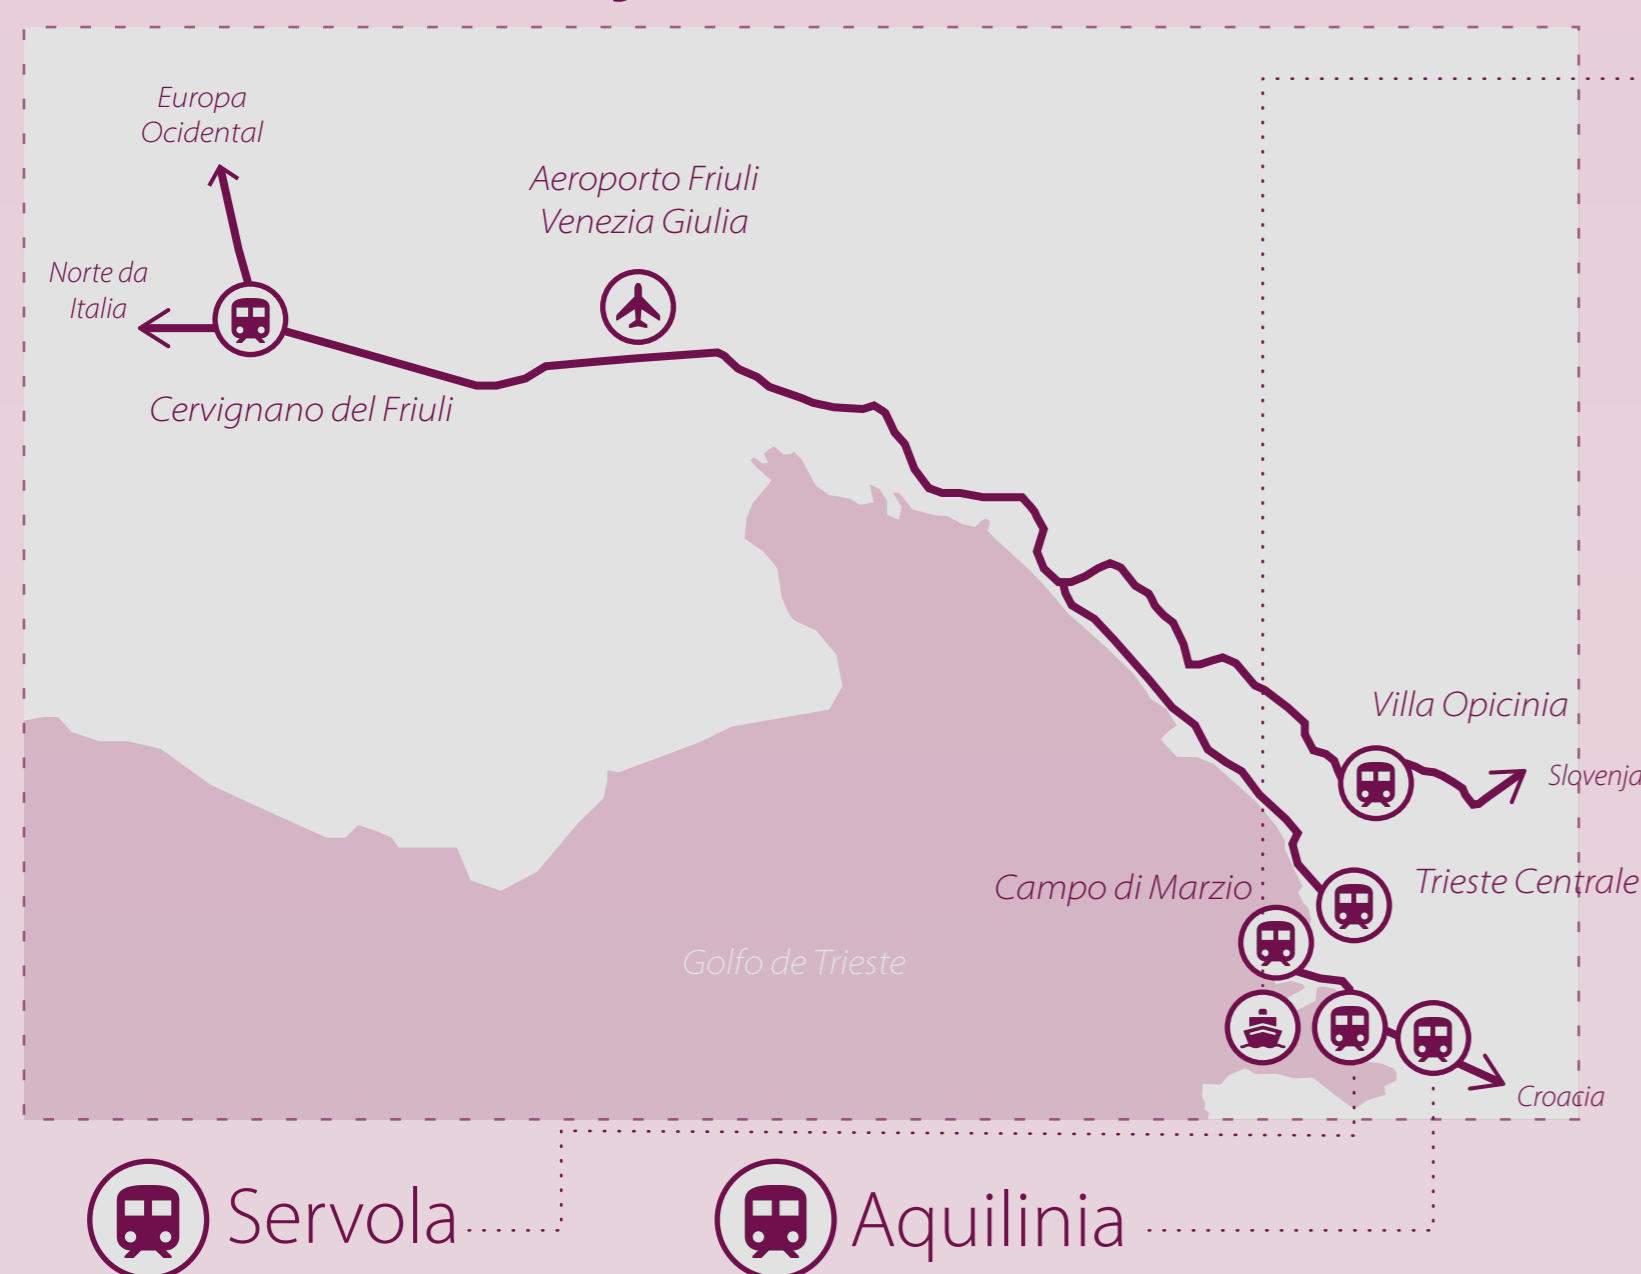 Europa
Ocidental
Aeroporto Friuli
Venezia Giulia
Norte da
Italia
Cervignano del Friuli
Villa Opicinia
Slovenja
Trieste Centrale
Campo di Marzio
Golfo de Trieste
Croacia
Servola
Aquilinia